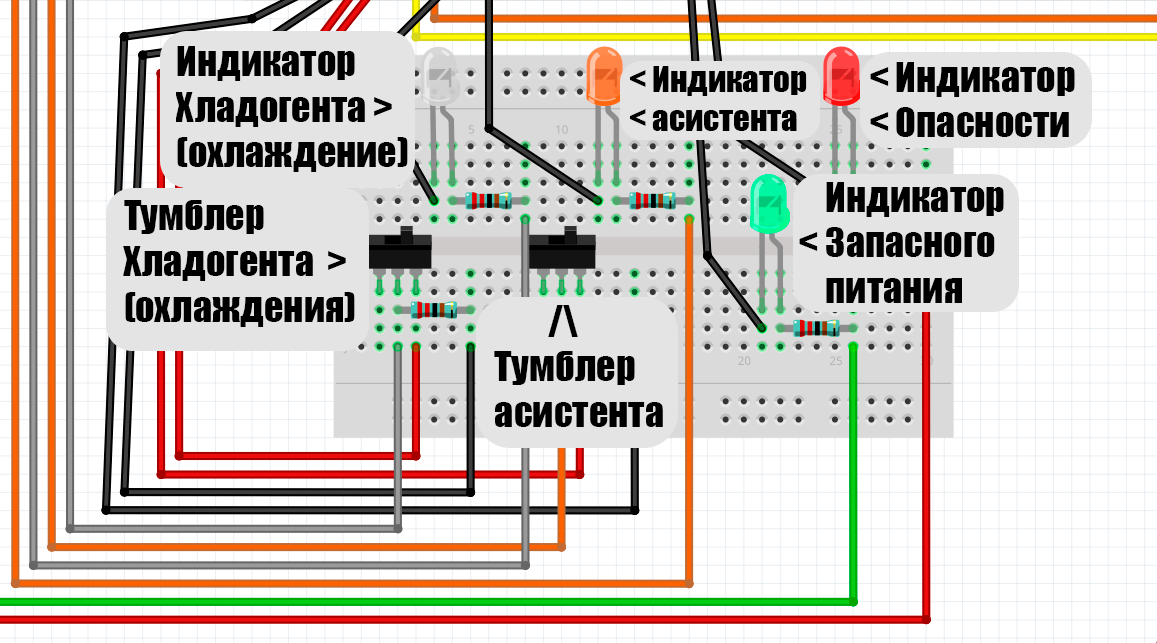 Индикатор
Хладогента >
(охлаждение)
< Индикатор
< асистента
< Индикатор
< Опасности
5
10
25
Тумблер
Хладогента >
(охлаждения)
Индикатор
< Запасного
питания
/\
Тумблер
асистента
20
25